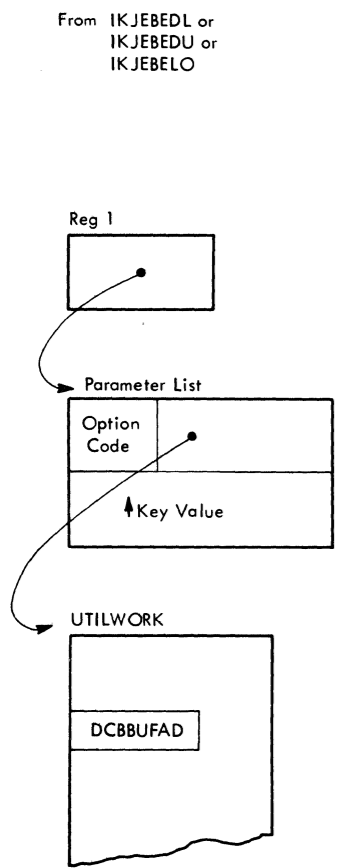 From IKJEBEDL or
IKJEBEDU or
IKJEBELO
Reg 1
Parameter List
Option
Code
Key Value
UTILWORK
DCBBUFAD